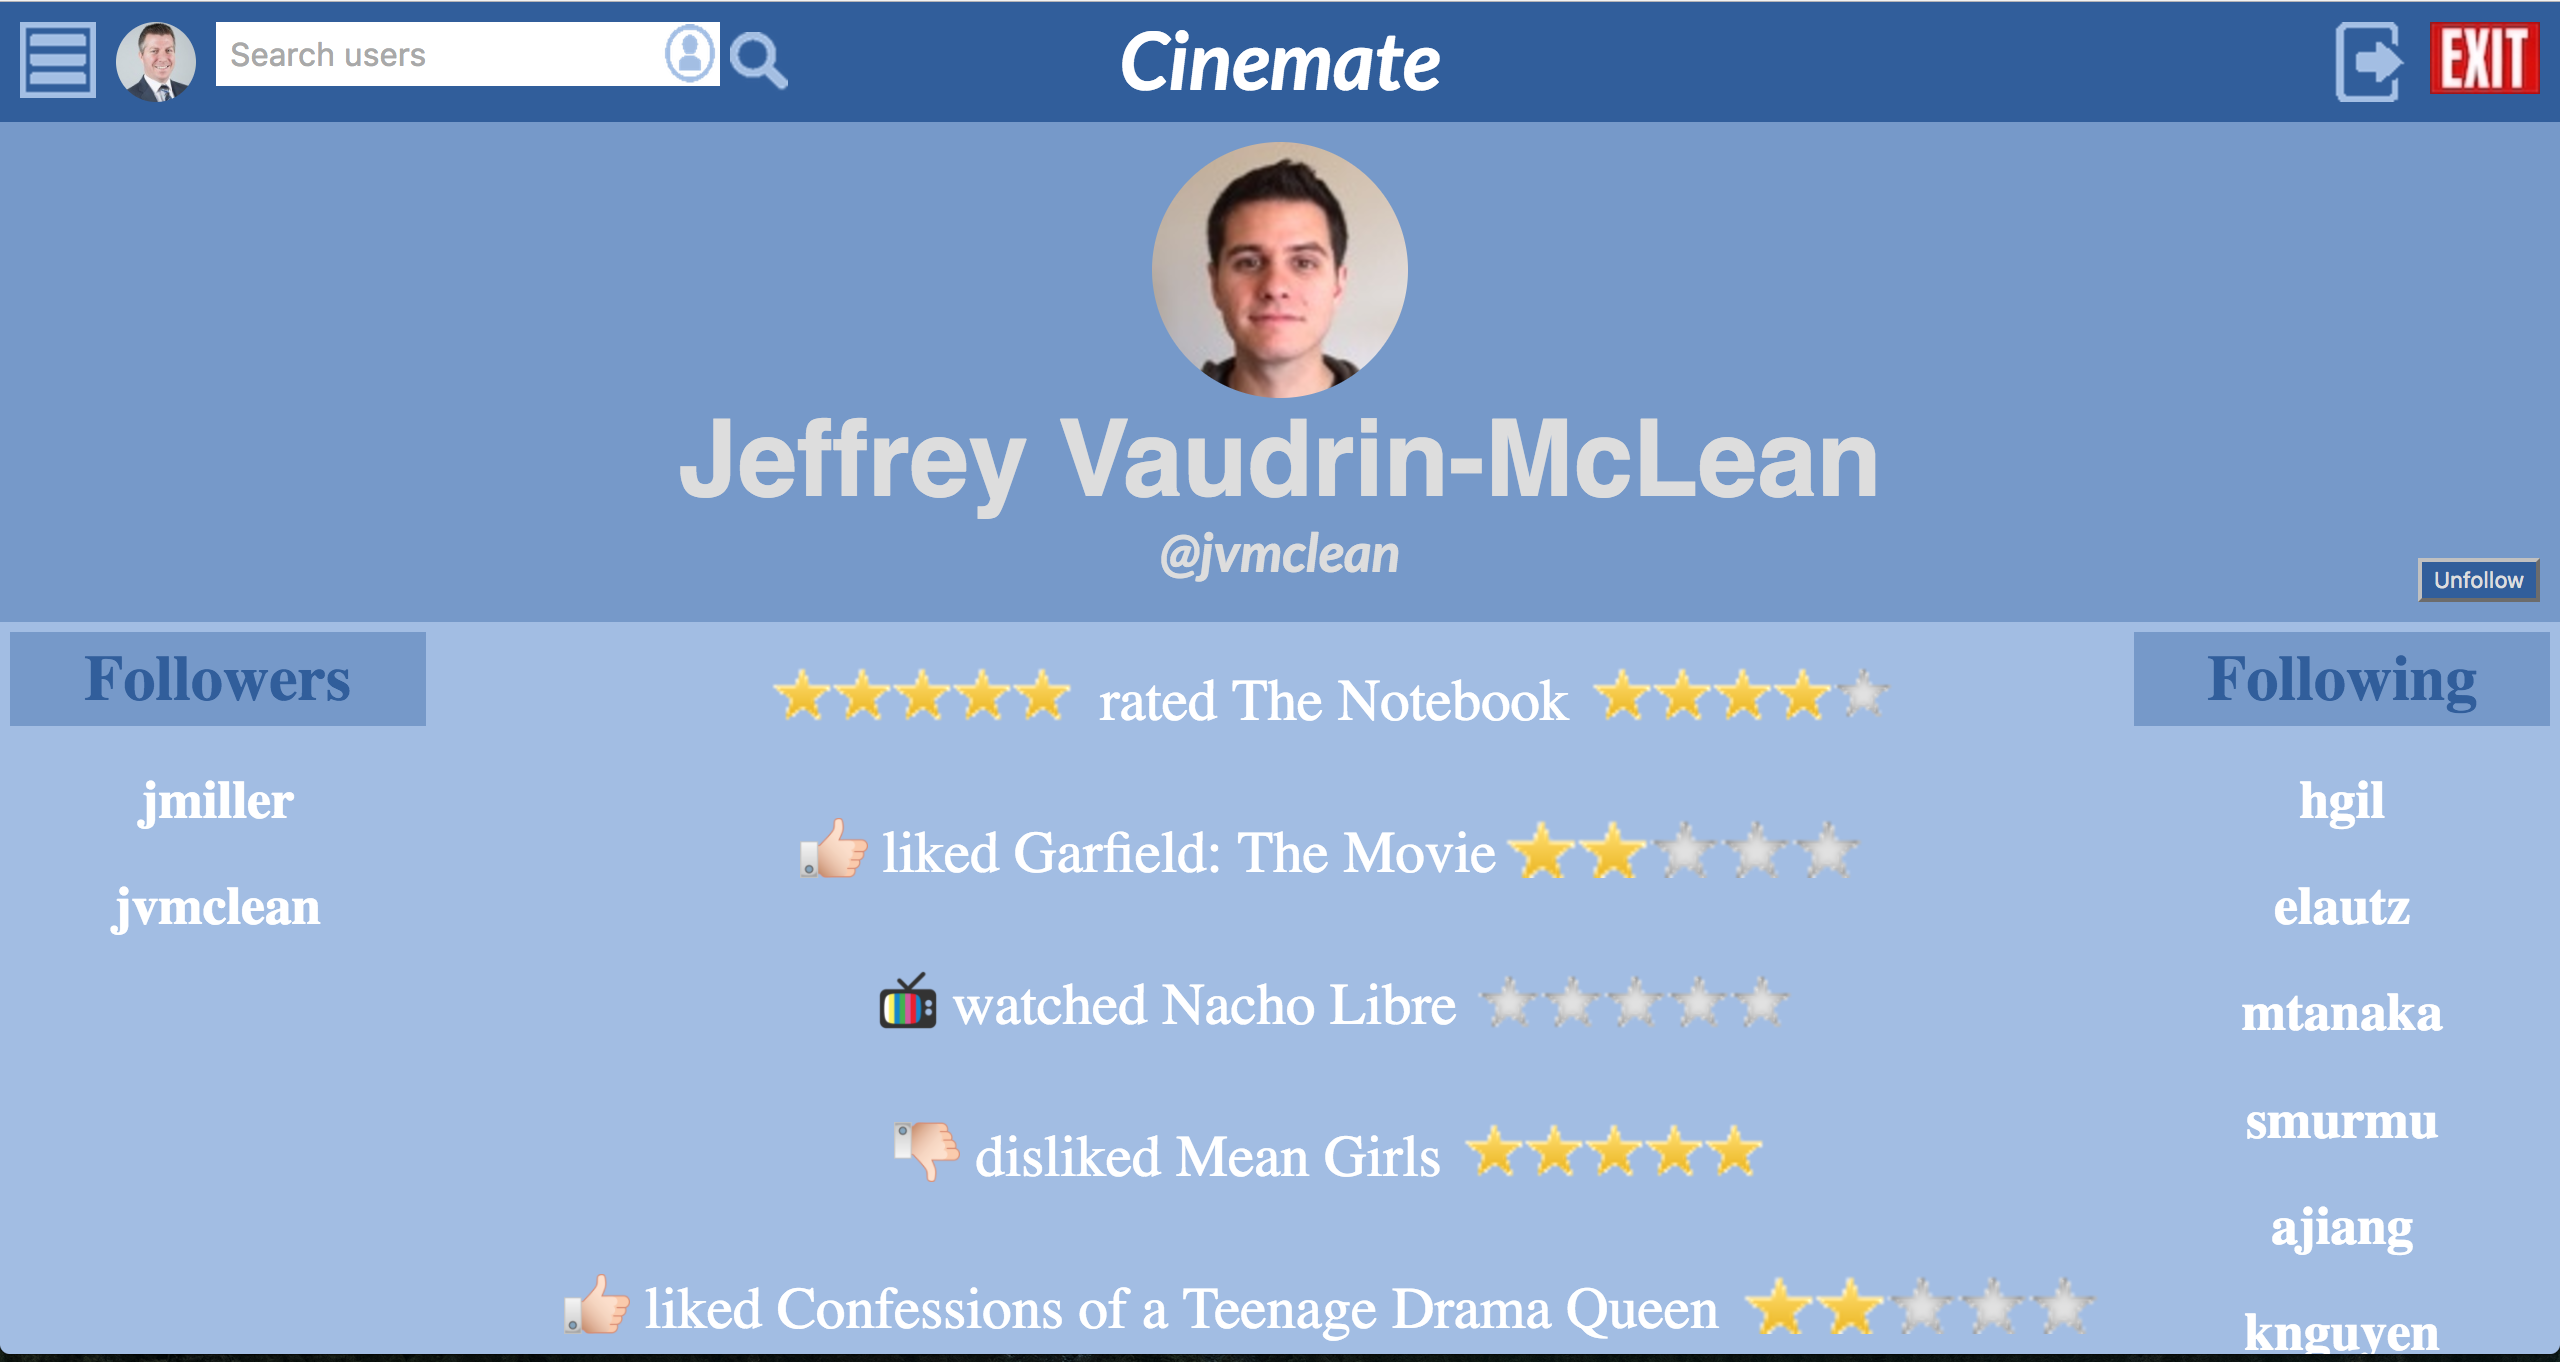 Search users
Cinemate
EXIT
Jeffrey Vaudrin-McLean
@jvmclean
Unfollow
Followers
jmiller
jvmclean
rated The Notebook
liked Garfield: The Movie
watched Nacho Libre
disliked Mean Girls
liked Confessions of a Teenage Drama Queen
Following
hgil
elautz
mtanaka
smurmu
ajiang
knguyen